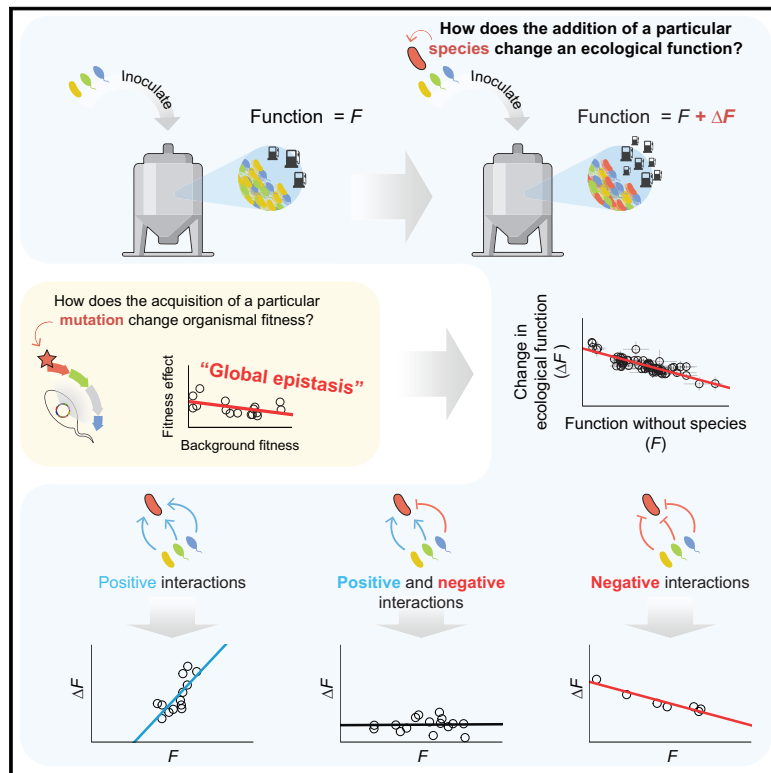 How does the addition of a particular
species change an ecological function?
Inoculate
Function = F
Inoculate
Function = F + ΔF
How does the acquisition of a particular
mutation change organismal fitness?
"Global epistasis"
Fitness effect
Background fitness
Change in
ecological function
(ΔF)
Function without species
(F)
Positive interactions
Positive and negative
interactions
Negative interactions
ΔF
F
ΔF
F
ΔF
F